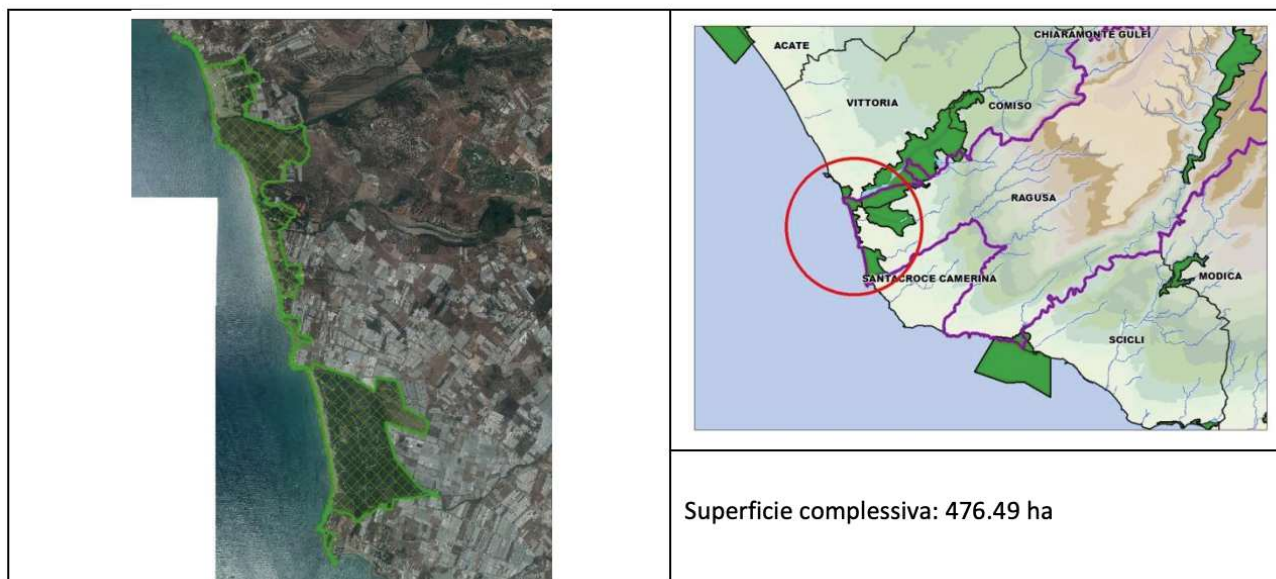 ACATE
CHIARAMONTE GULFI
VITTORIA
COMISO
RAGUSA
SANTACROCE CAMERINA
MODICA
SCICLI
Superficie complessiva: 476.49 ha